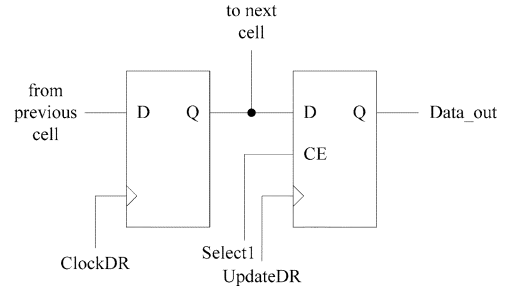 to next
cell
from
previous
cell
D Q
D Q
Data_out
CE
Select1
ClockDR
UpdateDR